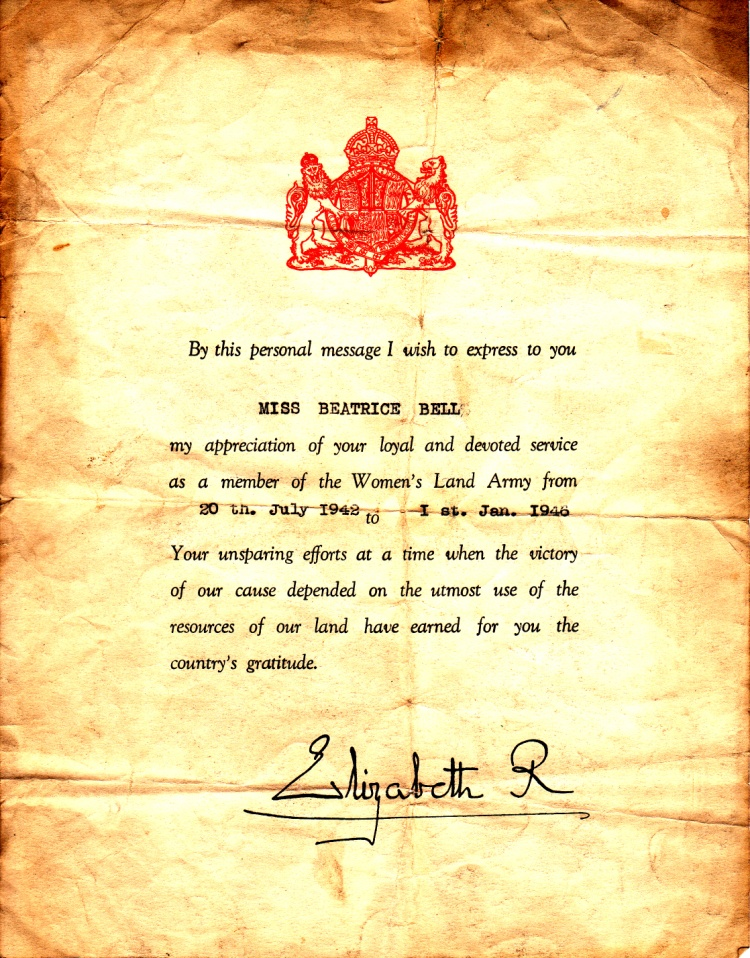 By this personal message I wish to express to you
MISS BEATRICE BELL
my appreciation of your loyal and devoted service
as a member of the Women's Land Army from
20 th. July 1942 to I st. Jan. 1946
Your unsparing efforts at a time when the victory
of our cause depended on the utmost use of the
resources of our land have earned for you the
country's gratitude.
Elizabeth R